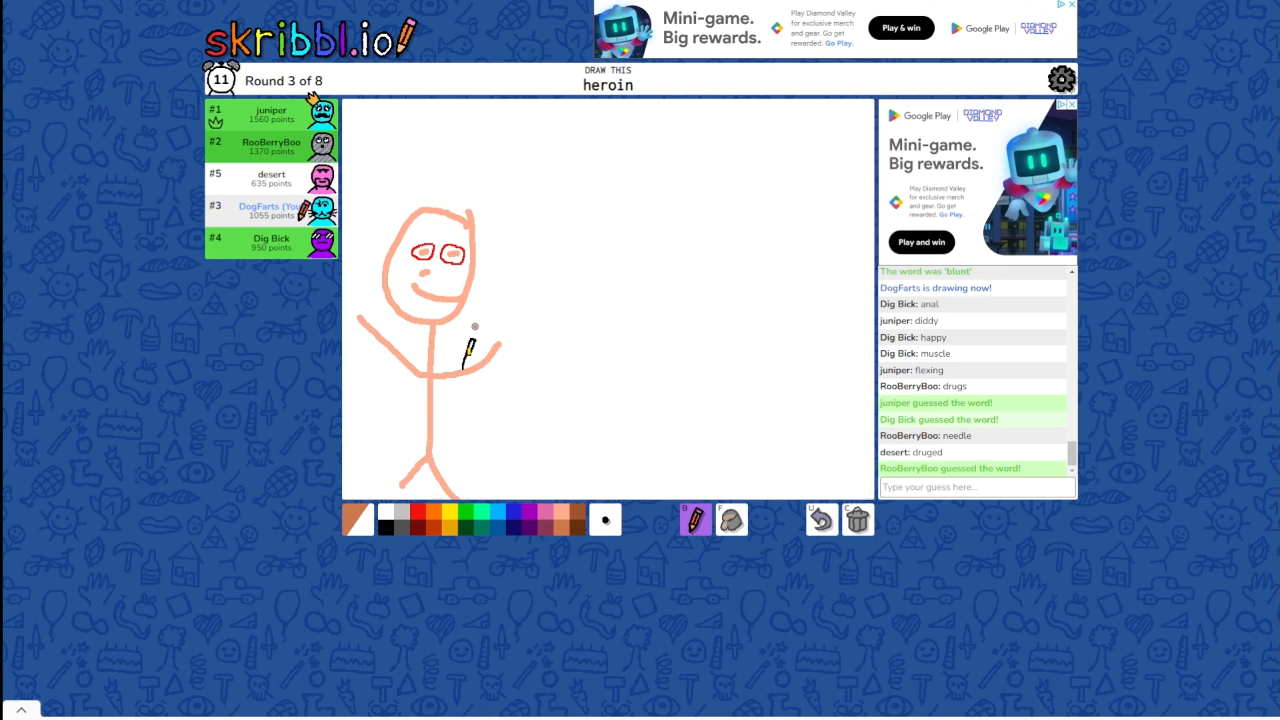 skribbl.io
Mini-game.
Big rewards.
Play Diamond Valley
for exclusive merch
and gear. Go get
rewarded. Go Play.
Play & win
Google Play
DIAMOND
VALLEY
11
Round 3 of 8
DRAW THIS
heroin
#1
juniper
1560 points
#2
RooBerryBoo
1370 points
#5
desert
635 points
#3
DogFarts (You
1055 points
#4
Dig Bick
950 points
Google Play
DIAMOND
VALLEY
Mini-game.
Big rewards.
Play Diamond Valley
for exclusive merch
and gear. Go get
rewarded. Go Play.
Play and win
The word was 'blunt'
DogFarts is drawing now!
Dig Bick: anal
juniper: diddy
Dig Bick: happy
Dig Bick: muscle
juniper: flexing
RooBerryBoo: drugs
juniper guessed the word!
Dig Bick guessed the word!
RooBerryBoo: needle
desert: druged
RooBerryBoo guessed the word!
Type your guess here...
B
F
U
C